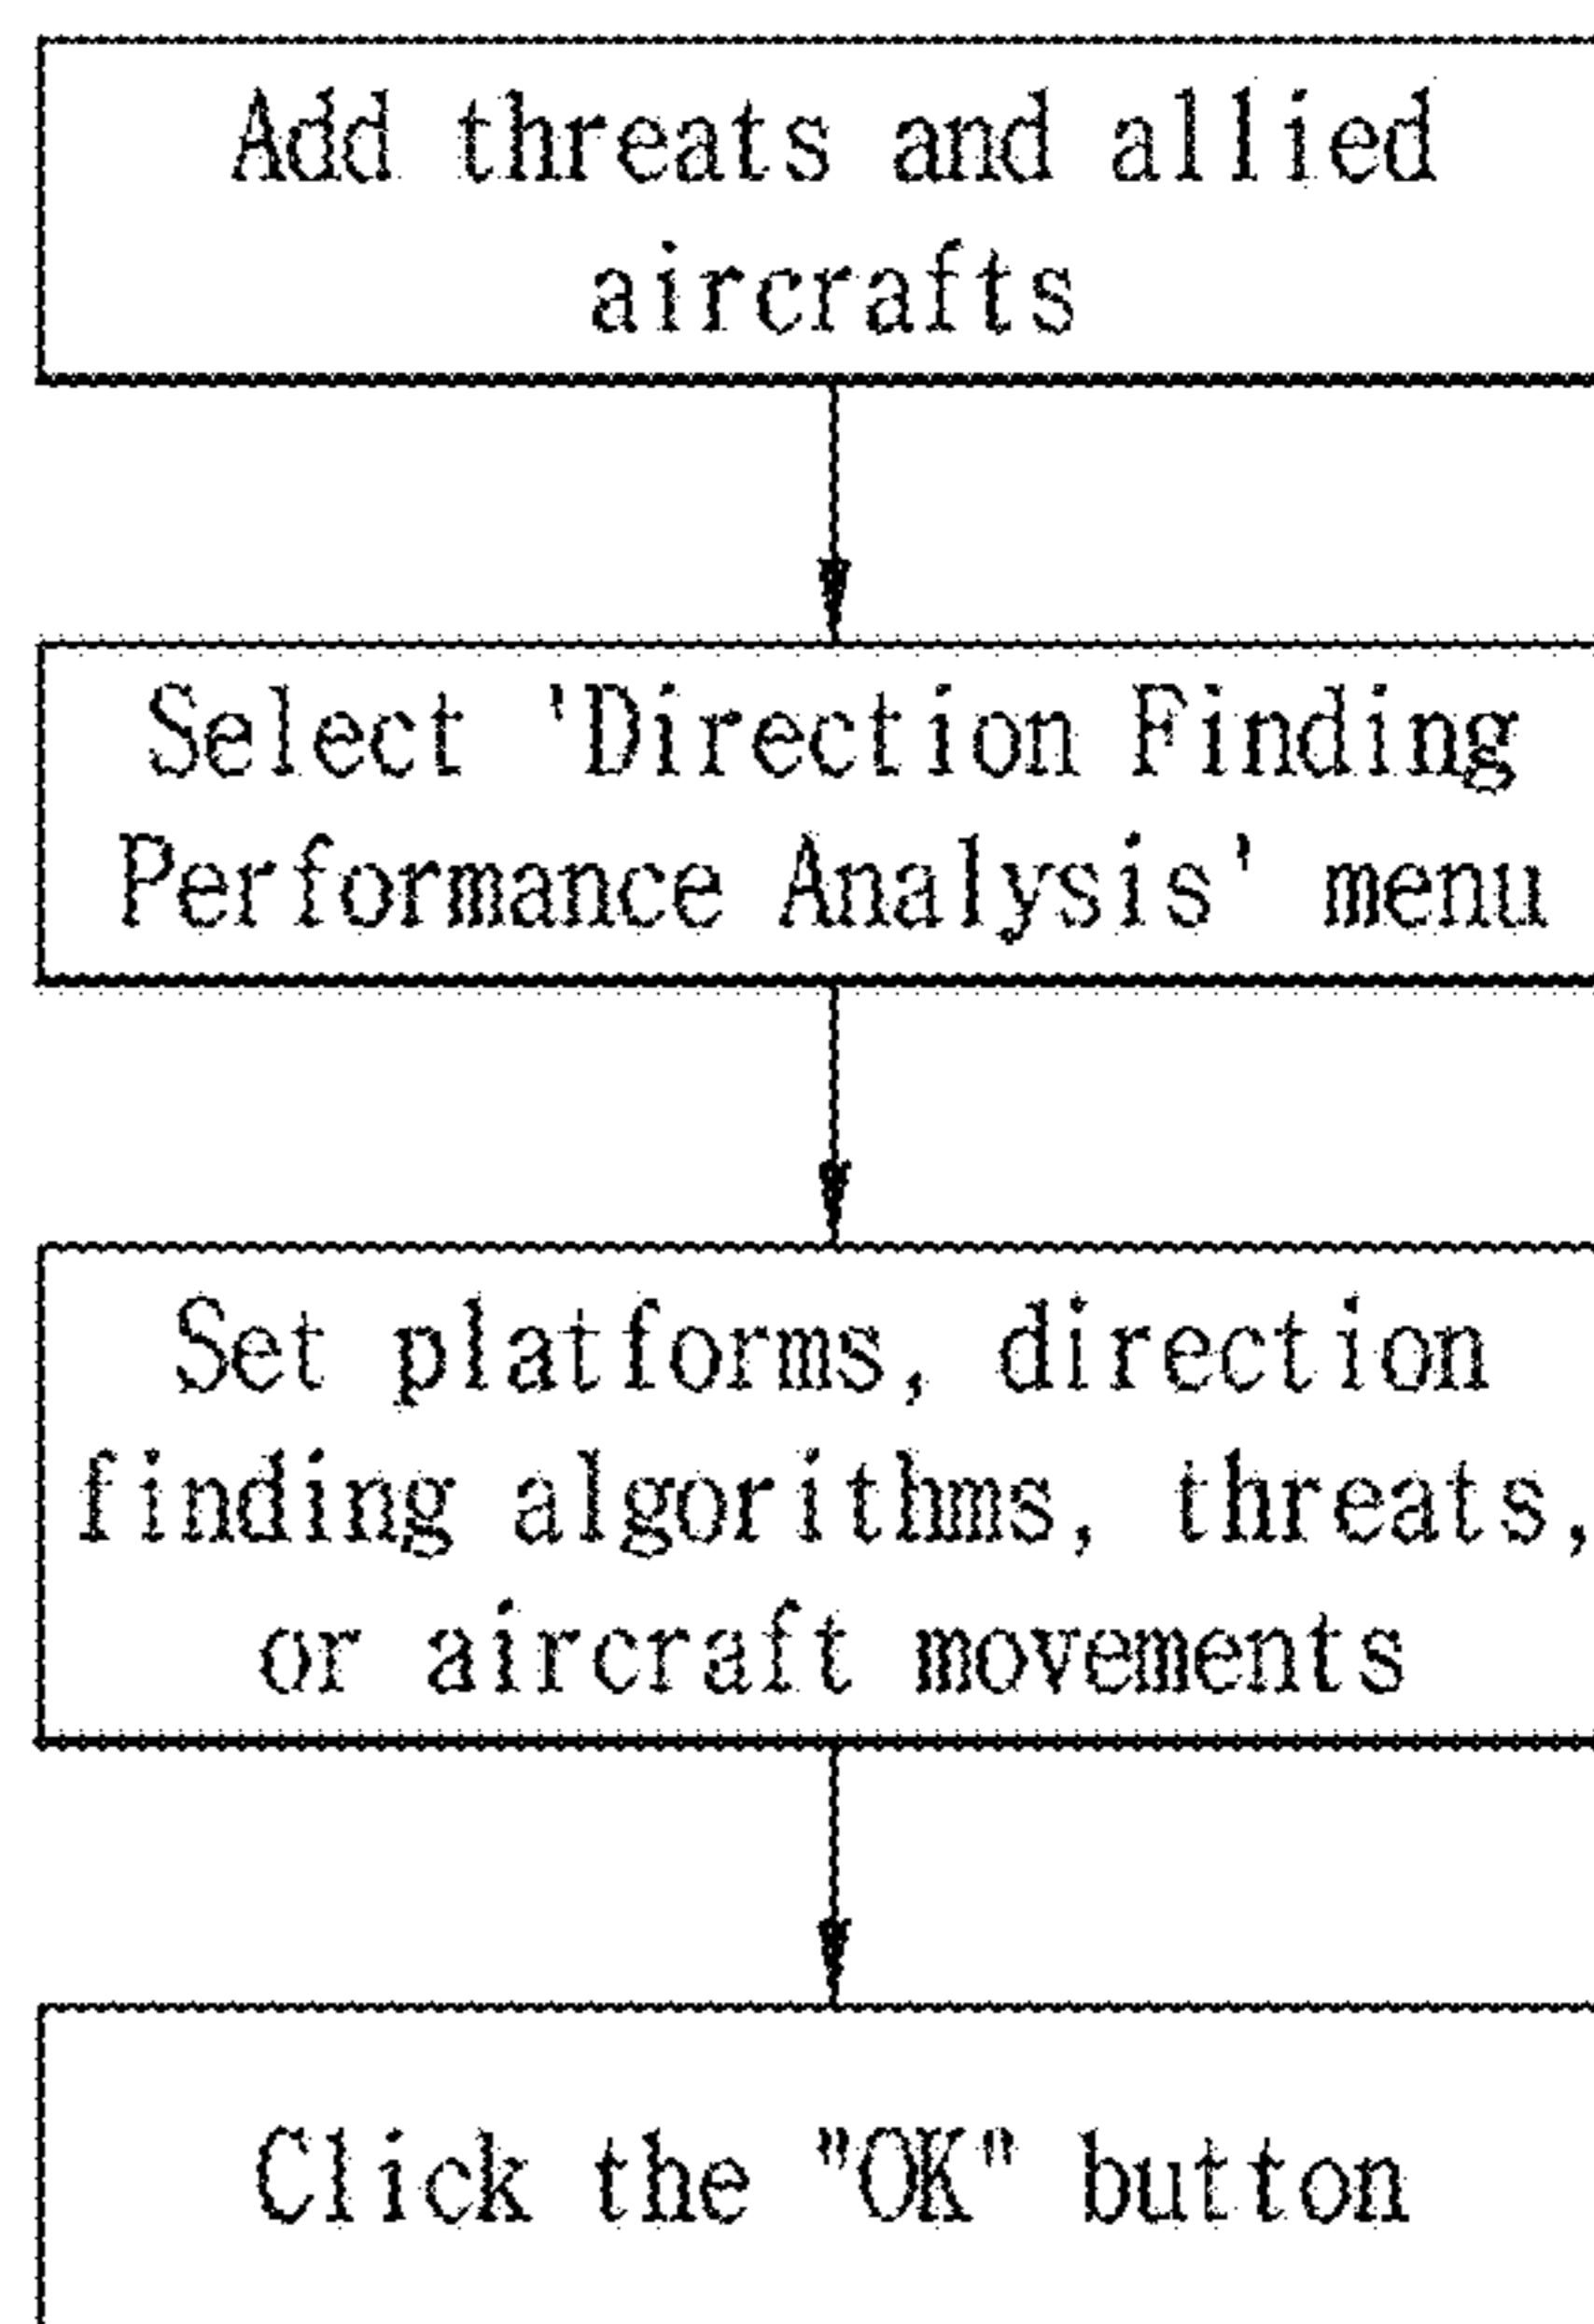 Add threats and allied
aircrafts
Select 'Direction Finding
Performance Analysis' menu
Set platforms, direction
finding algorithms, threats,
or aircraft movements
Click the "OK" button